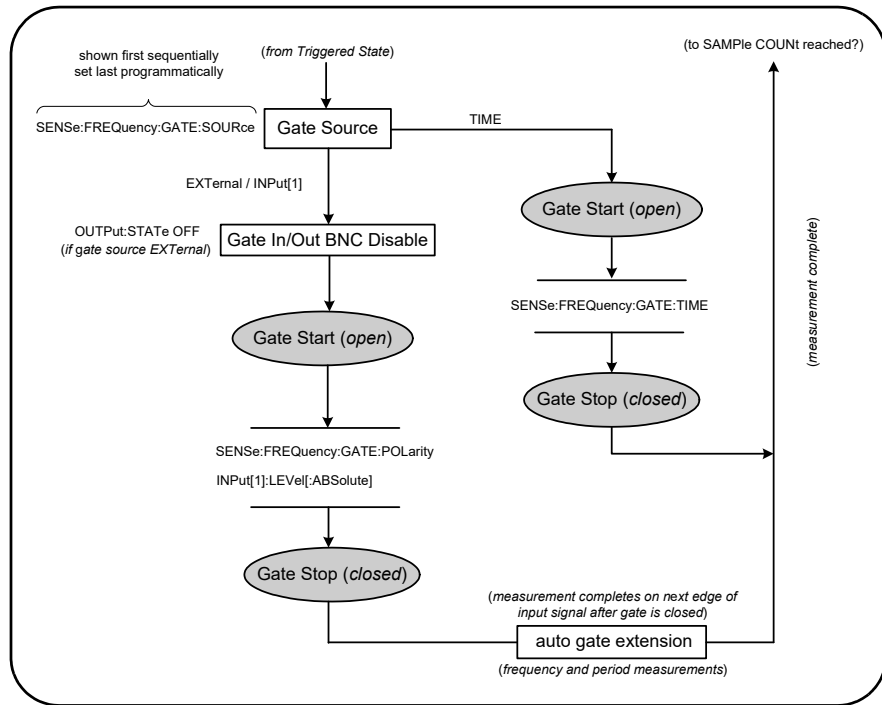 shown first sequentially
set last programmatically
(from Triggered State)
(to SAMPle COUNt reached?)
SENSe:FREQuency:GATE:SOURce
Gate Source
TIME
EXTernal / INPut[1]
Gate Start (open)
OUTPut:STATe OFF
(if gate source EXTernal)
Gate In/Out BNC Disable
SENSe:FREQuency:GATE:TIME
(measurement complete)
Gate Start (open)
Gate Stop (closed)
SENSe:FREQuency:GATE:POLarity
INPut[1]:LEVel[:ABSolute]
Gate Stop (closed)
(measurement completes on next edge of
input signal after gate is closed)
auto gate extension
(frequency and period measurements)